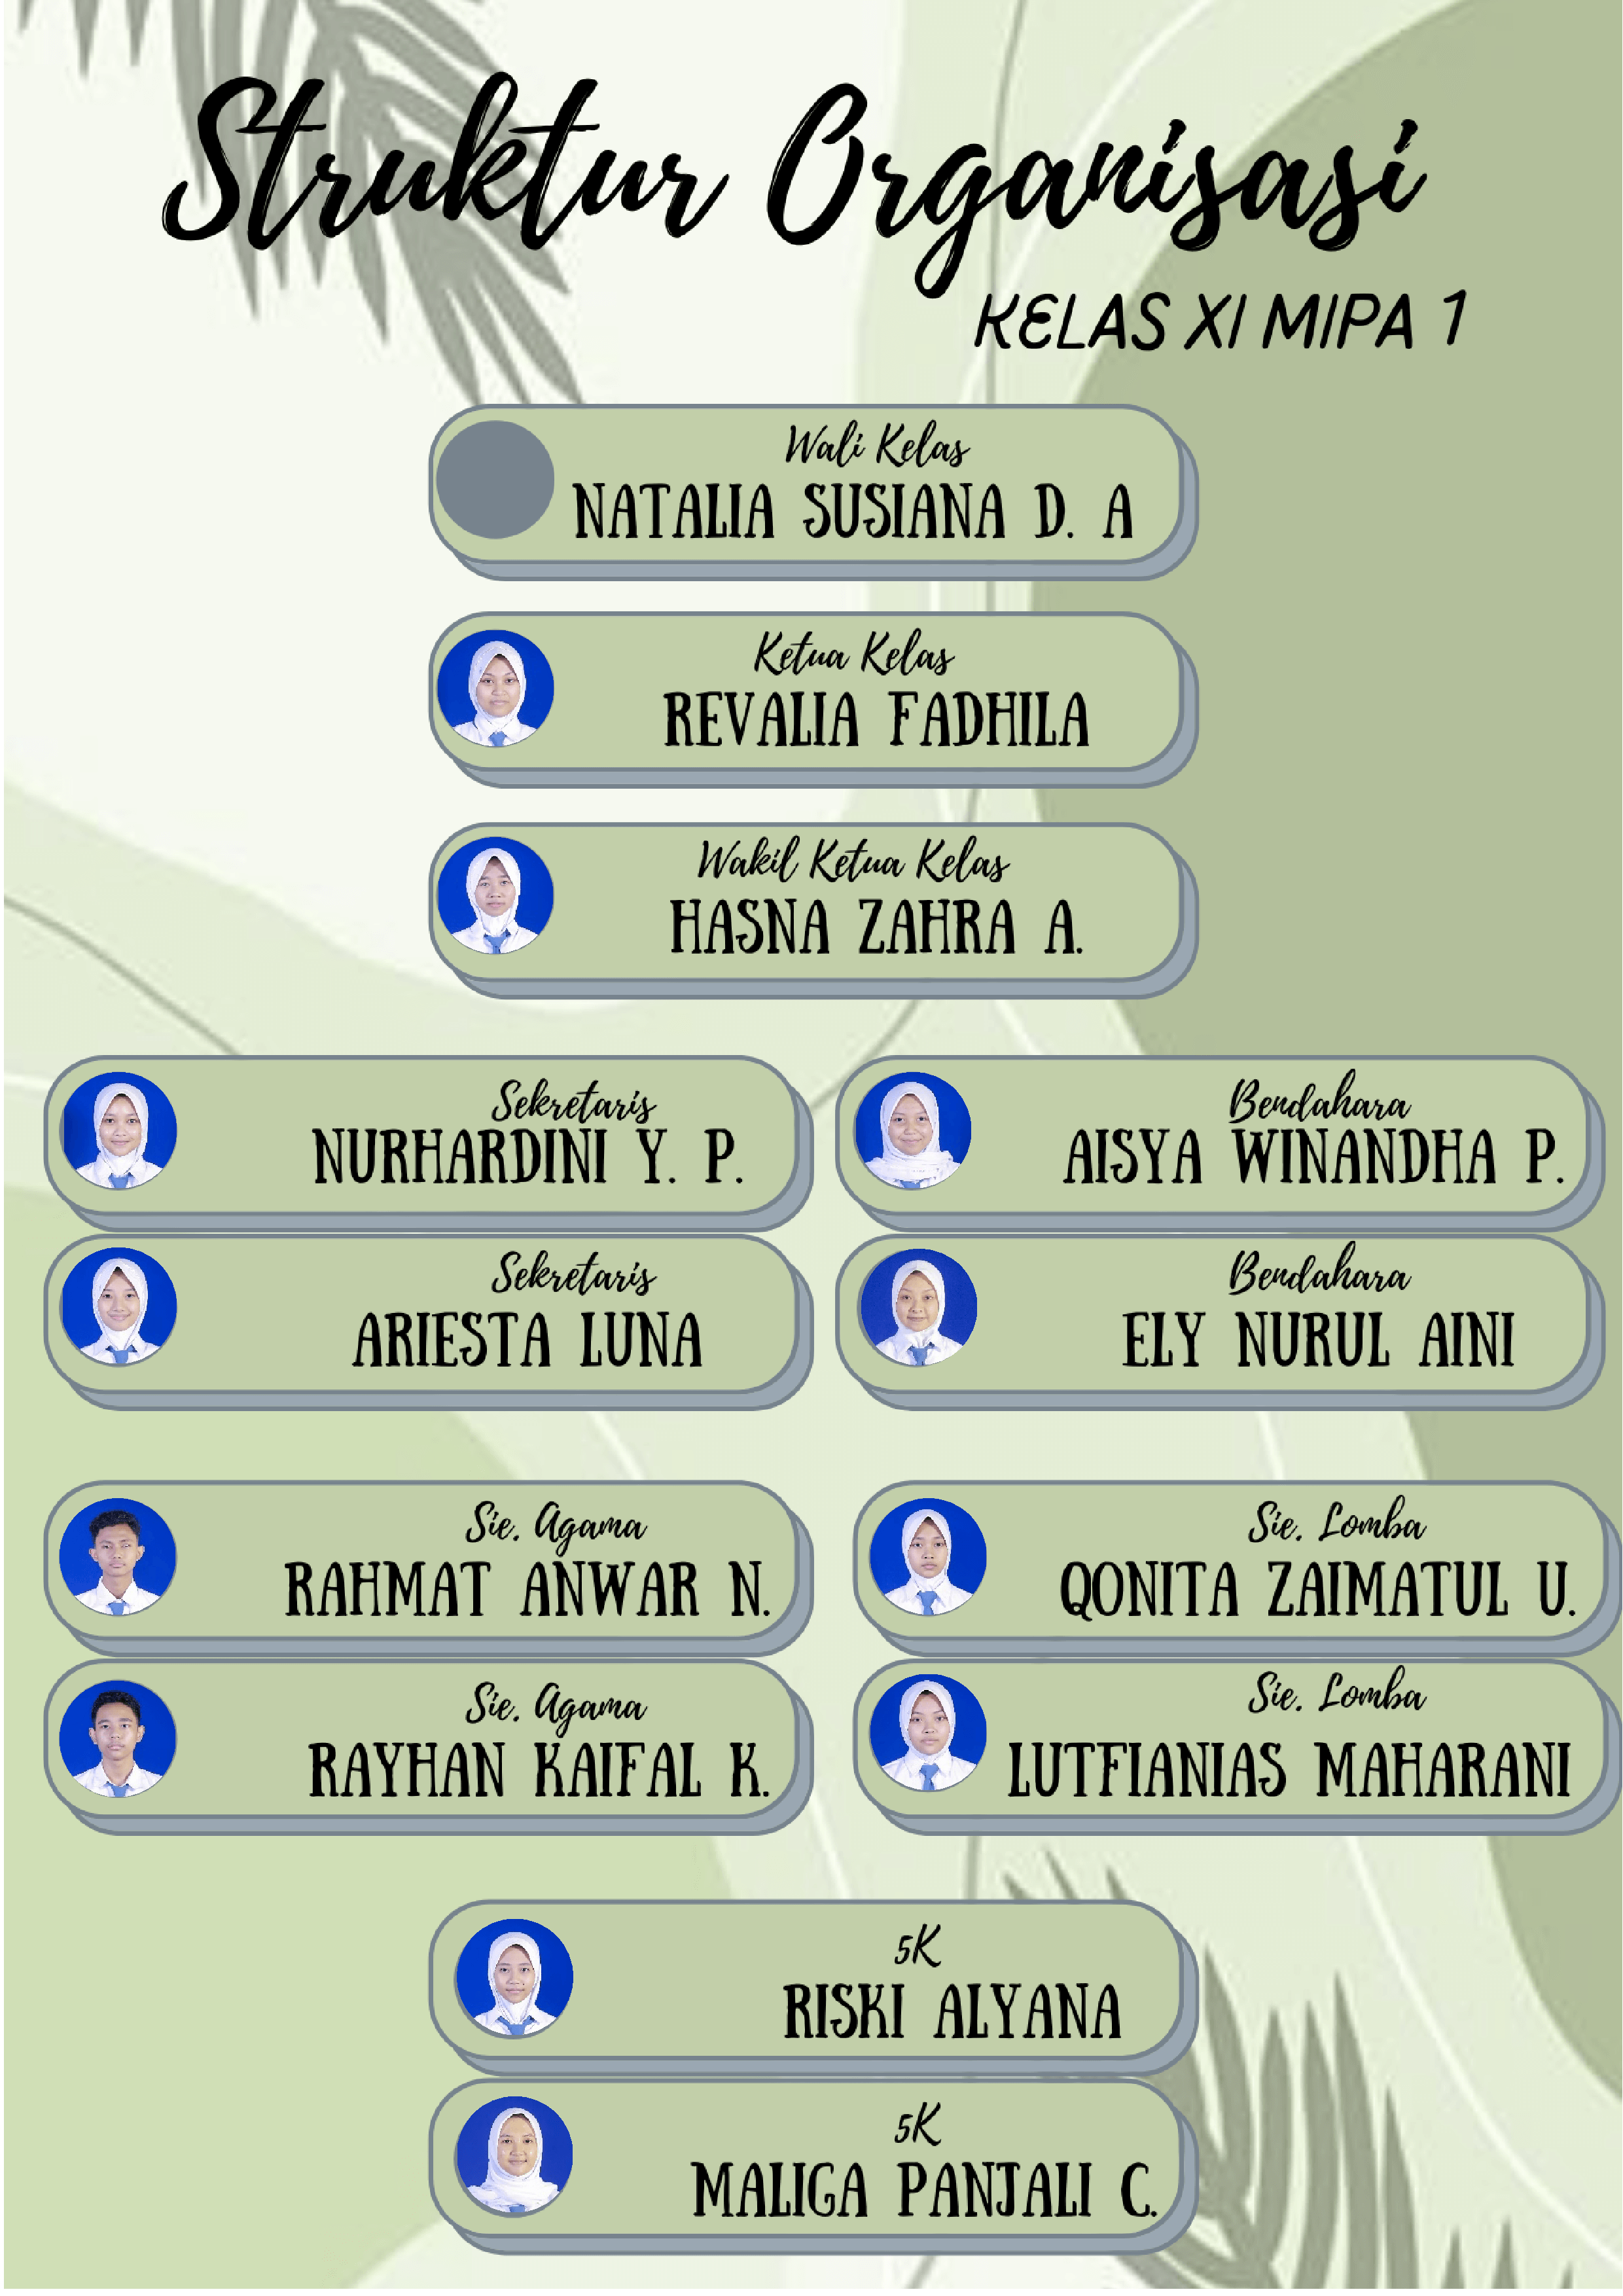 Struktur Organisasi
KELAS XI MIPA 1
Wali Kelas
NATALIA SUSIANA D. A
Ketua Kelas
REVALIA FADHILA
Wakil Ketua Kelas
HASNA ZAHRA A.
Sekretaris
NURHARDINI Y. P.
Bendahara
AISYA WINANDHA P.
Sekretaris
ARIESTA LUNA
Bendahara
ELY NURUL AINI
Sie. Agama
RAHMAT ANWAR N.
Sie. Lomba
QONITA ZAIMATUL U.
Sie. Agama
RAYHAN KAIFAL K.
Sie. Lomba
LUTFIANIAS MAHARANI
5K
RISKI ALYANA
5K
MALIGA PANJALI C.